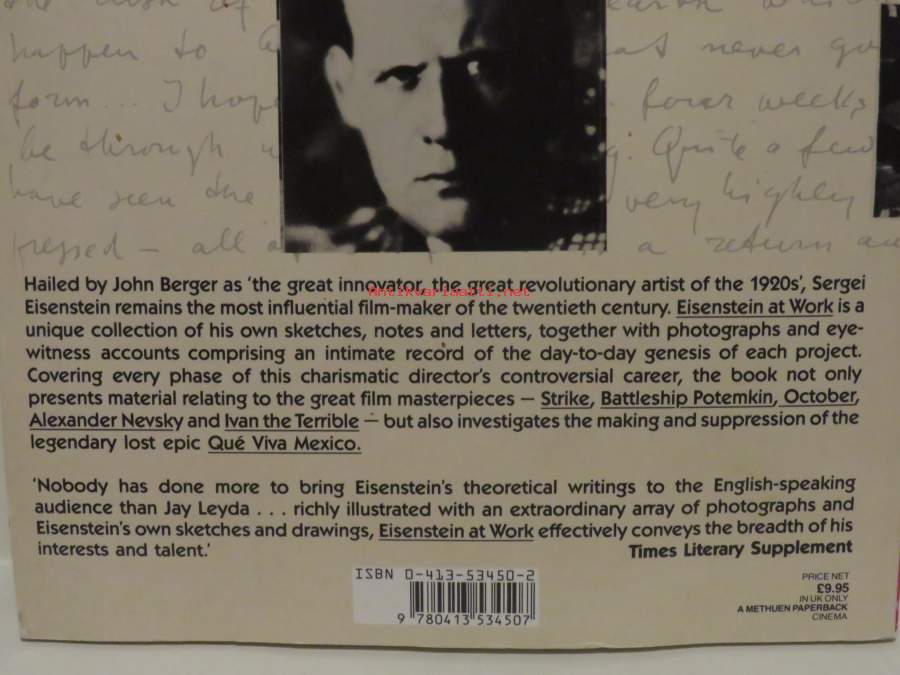 happen to
at never
form... I hope four weeks,
be through Quite a few
have seen the very highly
pressed — all a return
Hailed by John Berger as 'the great innovator, the great revolutionary artist of the 1920s', Sergei
Eisenstein remains the most influential film-maker of the twentieth century. Eisenstein at Work is a
antikvariaatti.net
unique collection of his own sketches, notes and letters, together with photographs and eye-
witness accounts comprising an intimate record of the day-to-day genesis of each project.
Covering every phase of this charismatic director's controversial career, the book not only
presents material relating to the great film masterpieces — Strike, Battleship Potemkin, October,
Alexander Nevsky and Ivan the Terrible — but also investigates the making and suppression of the
legendary lost epic Qué Viva Mexico.
'Nobody has done more to bring Eisenstein's theoretical writings to the English-speaking
audience than Jay Leyda . . . richly illustrated with an extraordinary array of photographs and
Eisenstein's own sketches and drawings, Eisenstein at Work effectively conveys the breadth of his
interests and talent.'
Times Literary Supplement
ISBN 0-413-53450-2
9 780413 534507
PRICE NET
£9.95
IN UK ONLY
A METHUEN PAPERBACK
CINEMA